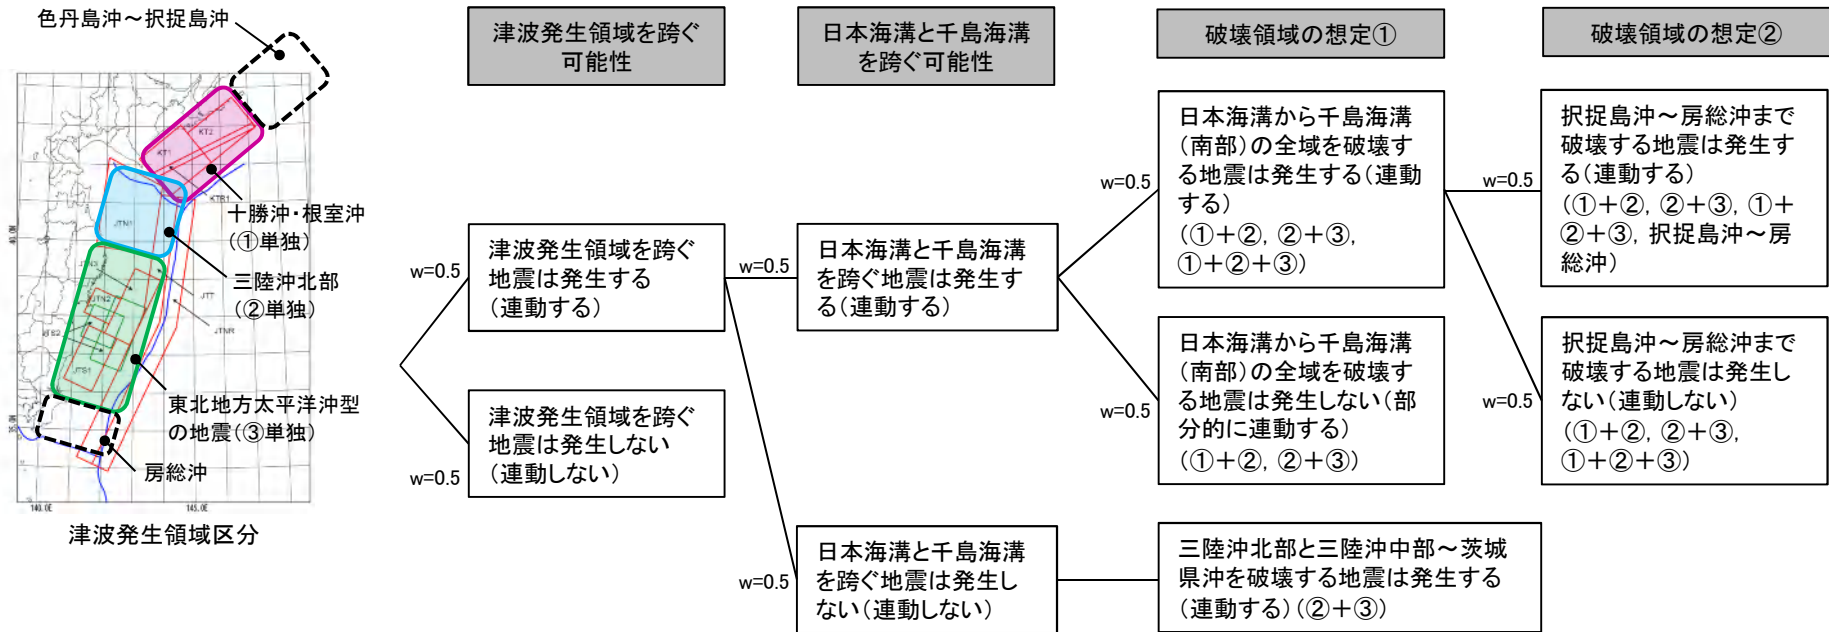 色丹島沖～択捉島沖
KT2
KT1
KTR1
十勝沖・根室沖
(①単独)
JTN1
三陸沖北部
(②単独)
JTN3
JTN2
JTT
JTNR
JTS2
JTS1
東北地方太平洋沖型
の地震(③単独)
房総沖
40.0N
35.0N
140.0E
145.0E
津波発生領域区分
津波発生領域を跨ぐ
可能性
日本海溝と千島海溝
を跨ぐ可能性
破壊領域の想定①
破壊領域の想定②
w=0.5
津波発生領域を跨ぐ
地震は発生する
(連動する)
w=0.5
津波発生領域を跨ぐ
地震は発生しない
(連動しない)
w=0.5
日本海溝と千島海溝
を跨ぐ地震は発生す
る(連動する)
w=0.5
日本海溝と千島海溝
を跨ぐ地震は発生し
ない(連動しない)
w=0.5
日本海溝から千島海溝
(南部)の全域を破壊す
る地震は発生する(連動
する)
(①+②, ②+③,
①+②+③)
w=0.5
日本海溝から千島海溝
(南部)の全域を破壊す
る地震は発生しない(部
分的に連動する)
(①+②, ②+③)
三陸沖北部と三陸沖中部～茨城
県沖を破壊する地震は発生する
(連動する)(②+③)
w=0.5
択捉島沖～房総沖まで
破壊する地震は発生す
る(連動する)
(①+②, ②+③, ①+
②+③, 択捉島沖～房
総沖)
w=0.5
択捉島沖～房総沖まで
破壊する地震は発生し
ない(連動しない)
(①+②, ②+③,
①+②+③)